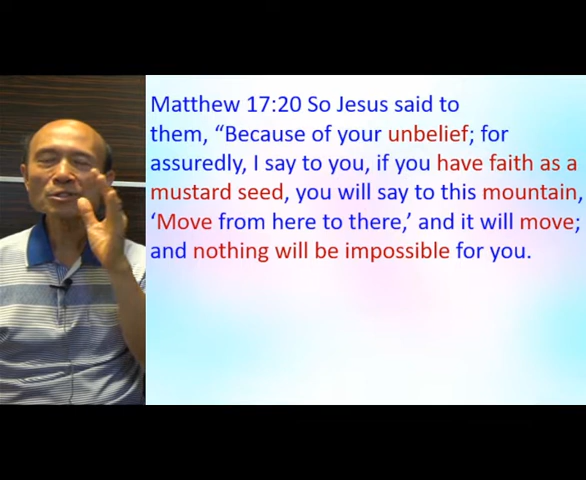 Matthew 17:20 So Jesus said to
them, “Because of your unbelief; for
assuredly, I say to you, if you have faith as a
mustard seed, you will say to this mountain,
‘Move from here to there,’ and it will move;
and nothing will be impossible for you.